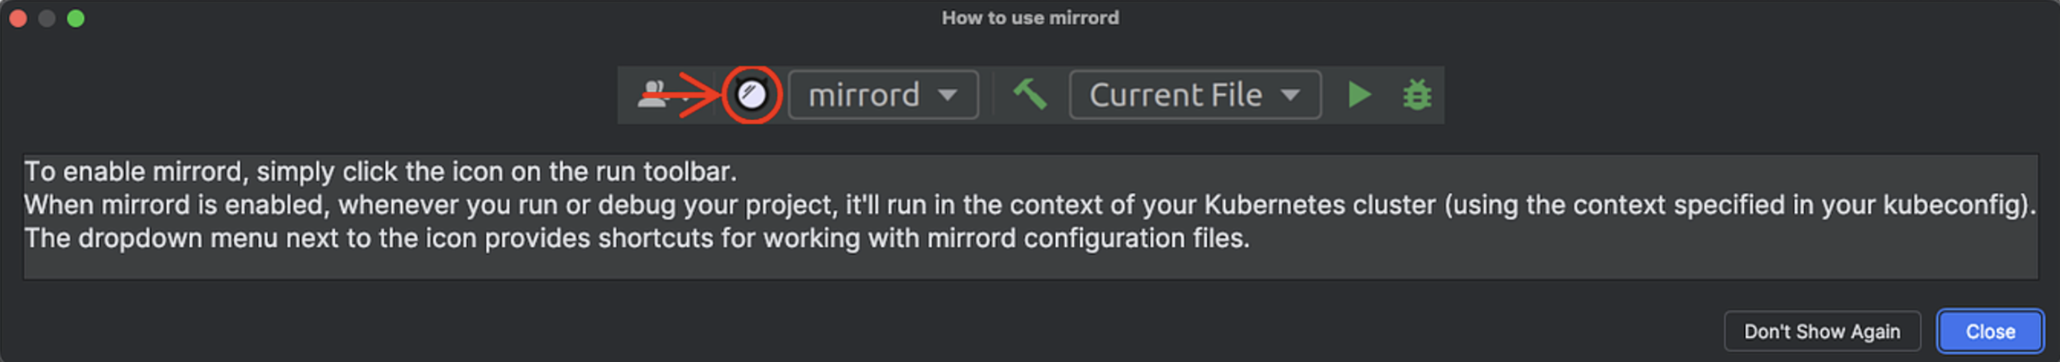 How to use mirrord
mirrord
Current File
To enable mirrord, simply click the icon on the run toolbar.
When mirrord is enabled, whenever you run or debug your project, it'll run in the context of your Kubernetes cluster (using the context specified in your kubeconfig).
The dropdown menu next to the icon provides shortcuts for working with mirrord configuration files.
Don't Show Again
Close